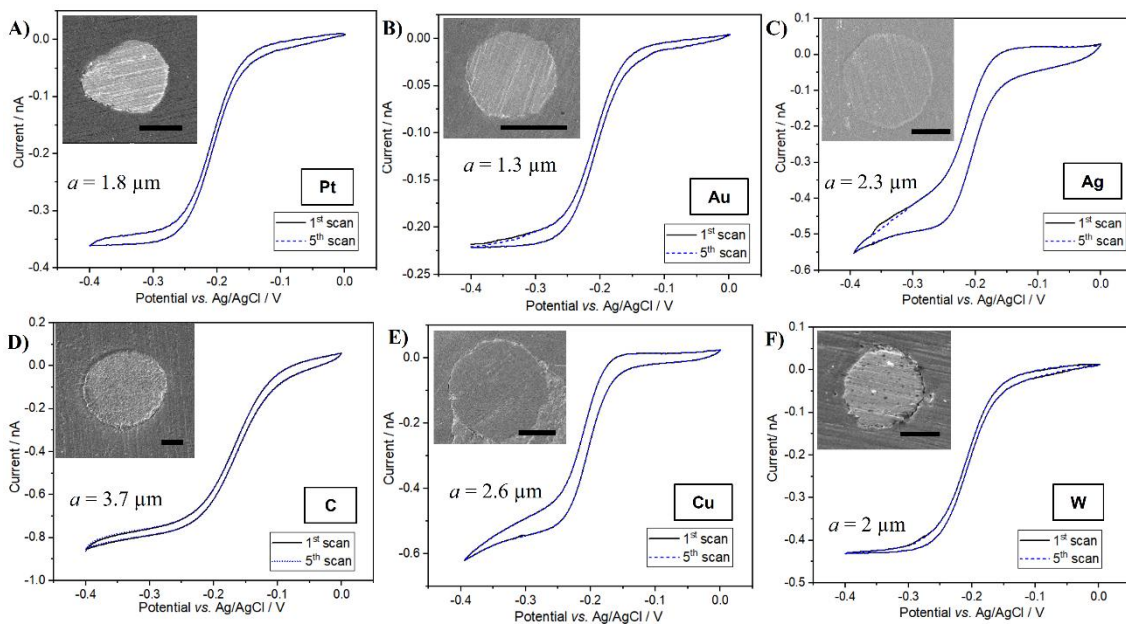 A)
Current / nA
0.0
-0.1
-0.2
-0.3
-0.4
a = 1.8 µm
Pt
1st scan
5th scan
-0.4 -0.3 -0.2 -0.1 0.0
Potential vs. Ag/AgCl / V
B)
Current / nA
0.00
-0.05
-0.10
-0.15
-0.20
-0.25
a = 1.3 µm
Au
1st scan
5th scan
-0.4 -0.3 -0.2 -0.1 0.0
Potential vs. Ag/AgCl / V
C)
Current / nA
0.1
0.0
-0.1
-0.2
-0.3
-0.4
-0.5
-0.6
a = 2.3 µm
Ag
1st scan
5th scan
-0.4 -0.3 -0.2 -0.1 0.0
Potential vs. Ag/AgCl / V
D)
Current / nA
0.2
0.0
-0.2
-0.4
-0.6
-0.8
-1.0
a = 3.7 µm
C
1st scan
5th scan
-0.4 -0.3 -0.2 -0.1 0.0
Potential vs. Ag/AgCl / V
E)
Current / nA
0.0
-0.2
-0.4
-0.6
a = 2.6 µm
Cu
1st scan
5th scan
-0.4 -0.3 -0.2 -0.1 0.0
Potential vs. Ag/AgCl / V
F)
Current/ nA
0.1
0.0
-0.1
-0.2
-0.3
-0.4
-0.5
a = 2 µm
W
1st scan
5th scan
-0.4 -0.3 -0.2 -0.1 0.0
Potential vs. Ag/AgCl / V